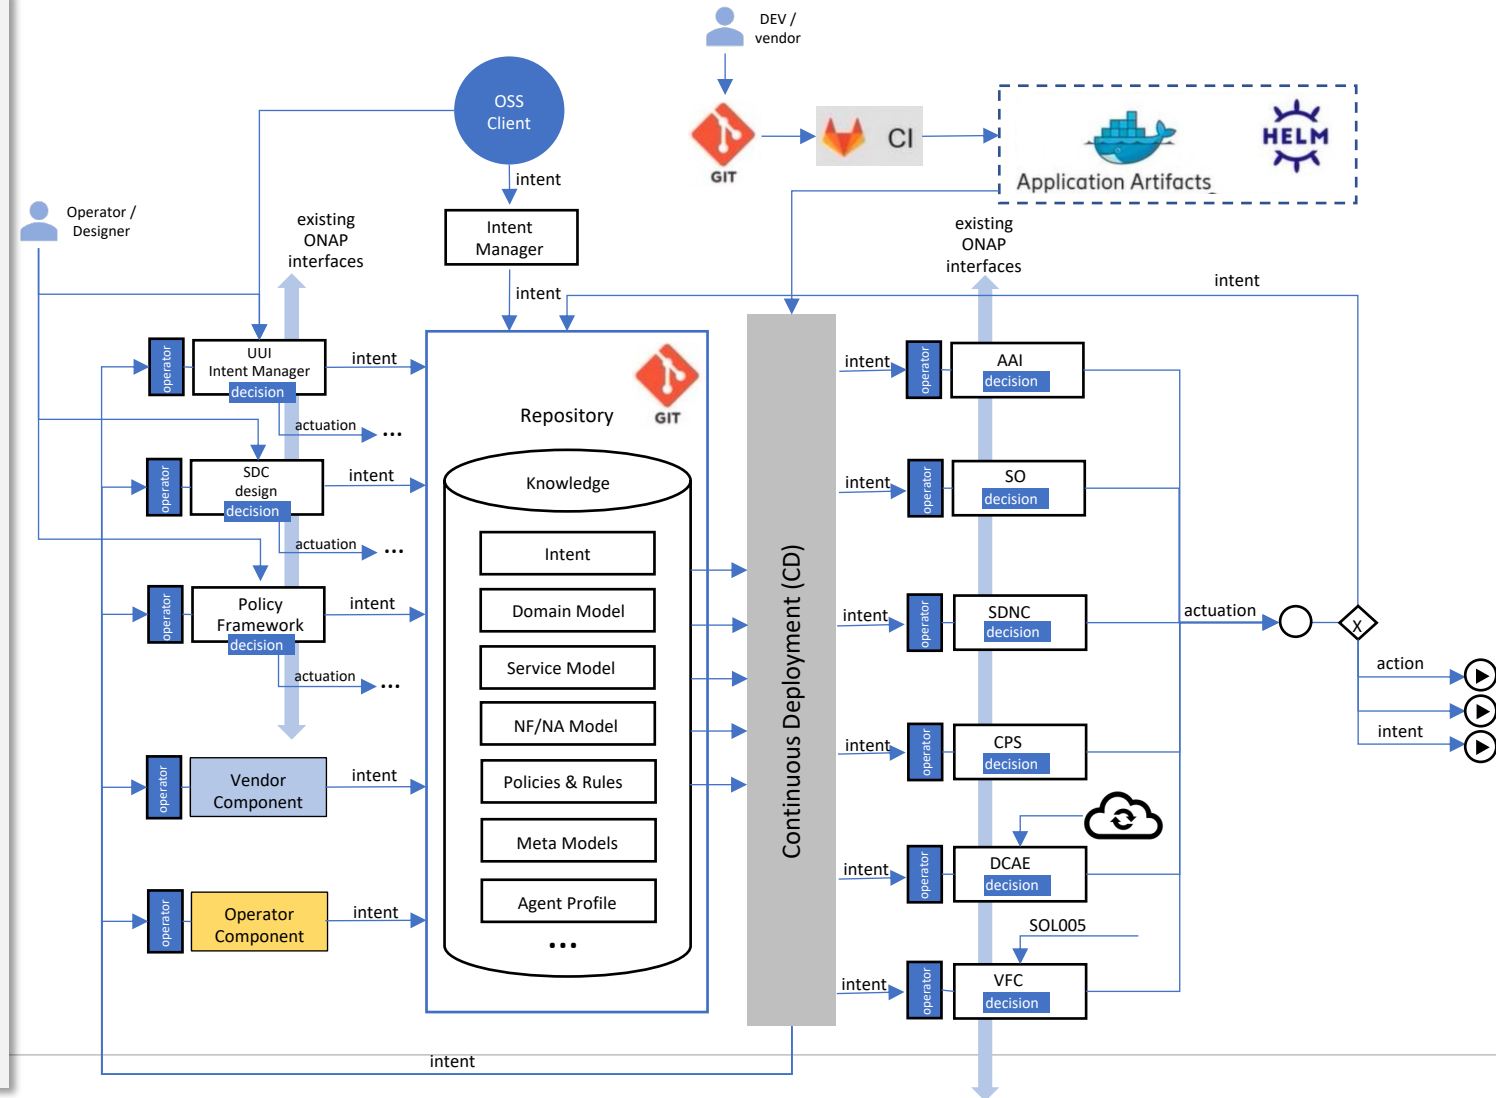 DEV /
vendor
OSS
Client
GIT
CI
HELM
Application Artifacts
intent
Operator /
Designer
existing
ONAP
interfaces
Intent
Manager
existing
ONAP
interfaces
intent
intent
operator
UUI
Intent Manager
decision
intent
actuation
...
operator
SDC
design
decision
intent
actuation
...
operator
Policy
Framework
decision
intent
actuation
...
operator
Vendor
Component
intent
operator
Operator
Component
intent
GIT
Repository
Knowledge
Intent
Domain Model
Service Model
NF/NA Model
Policies & Rules
Meta Models
Agent Profile
...
Continuous Deployment (CD)
intent
operator
AAI
decision
intent
operator
SO
decision
intent
operator
SDNC
decision
actuation
X
action
intent
intent
operator
CPS
decision
intent
operator
DCAE
decision
SOL005
intent
operator
VFC
decision
intent